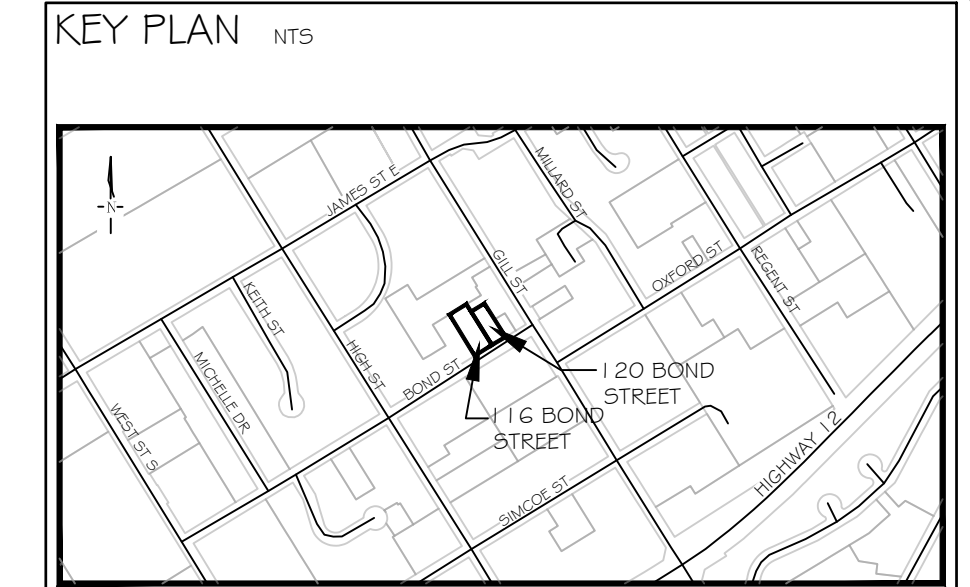 KEY PLAN NTS
N
JAMES ST E
MILLARD ST
GILL ST
OXFORD ST
REGENT ST
KEITH ST
HIGH ST
MICHELLE DR
BOND ST
120 BOND
STREET
116 BOND
STREET
WEST ST S
HIGHWAY 12
SIMCOE ST